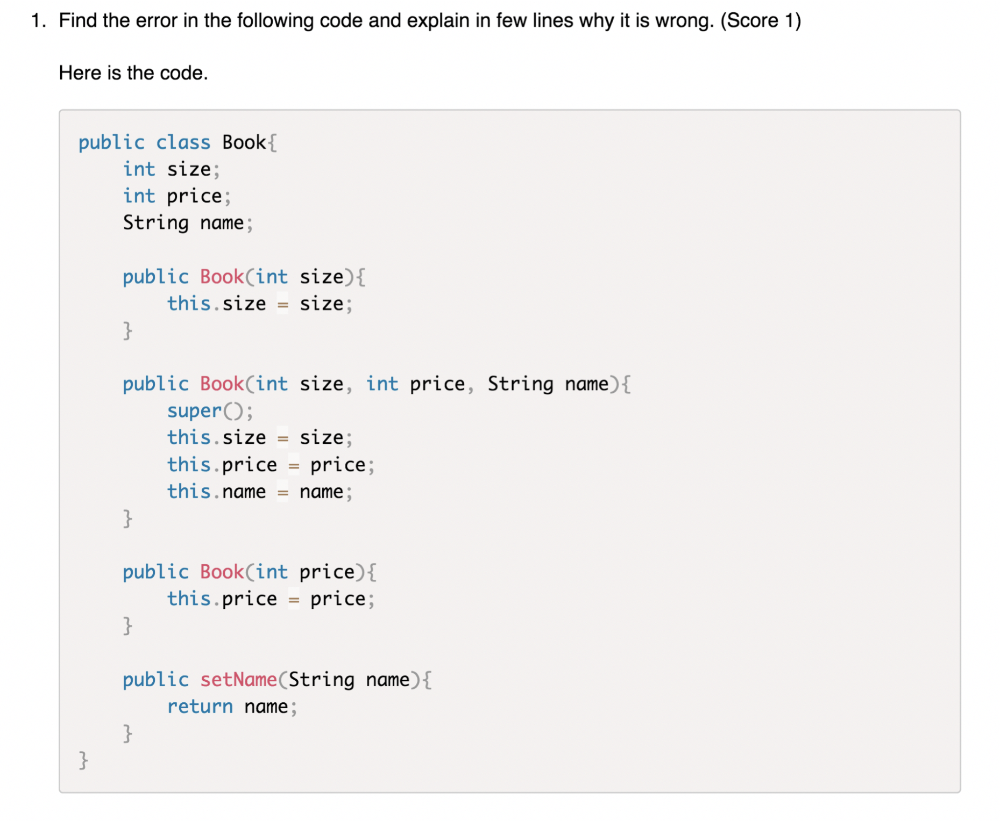 1. Find the error in the following code and explain in few lines why it is wrong. (Score 1)
Here is the code.
public class Book{
    int size;
    int price;
    String name;

    public Book(int size){
        this.size = size;
    }

    public Book(int size, int price, String name){
        super();
        this.size = size;
        this.price = price;
        this.name = name;
    }

    public Book(int price){
        this.price = price;
    }

    public setName(String name){
        return name;
    }
}